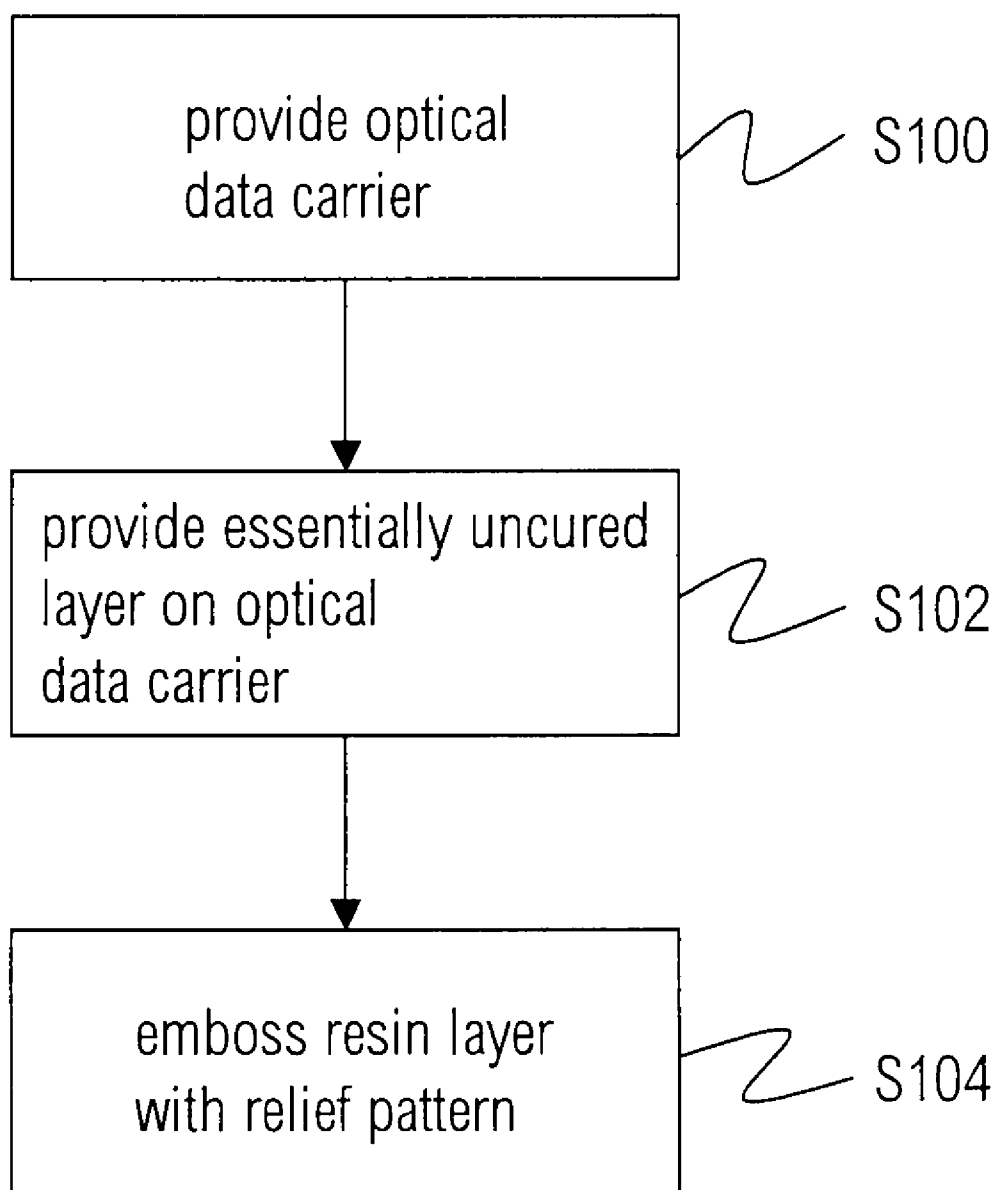 provide optical
data carrier
S100
provide essentially uncured
layer on optical
data carrier
S102
emboss resin layer
with relief pattern
S104